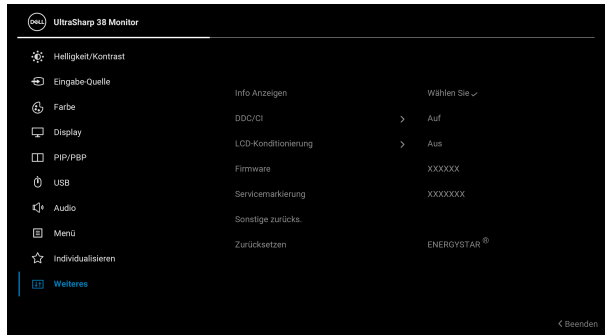 DELL UltraSharp 38 Monitor
Helligkeit/Kontrast
Eingabe-Quelle
Farbe
Display
PIP/PBP
USB
Audio
Menü
Individualisieren
Weiteres
Info Anzeigen Wählen Sie ✓
DDC/CI > Auf
LCD-Konditionierung > Aus
Firmware XXXXXX
Servicemarkierung XXXXXXX
Sonstige zurücks.
Zurücksetzen ENERGYSTAR ®
< Beenden